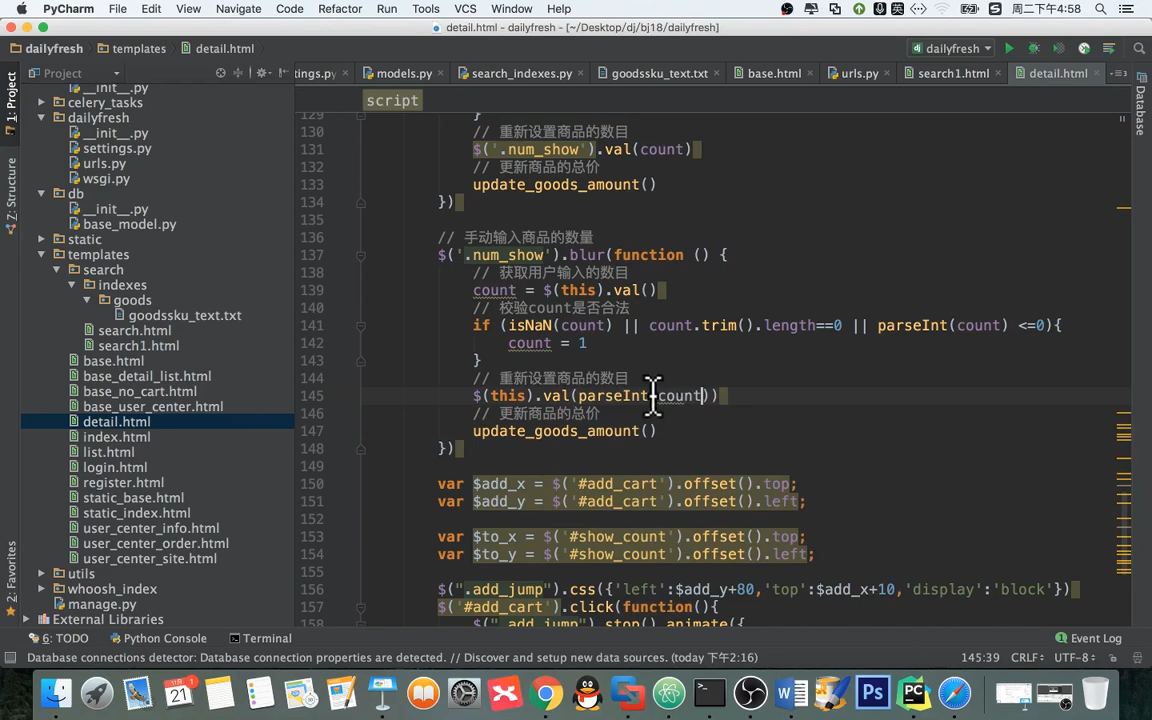 PyCharm File Edit View Navigate Code Refactor Run Tools VCS Window Help 英 周二下午4:58
detail.html - dailyfresh - [~/Desktop/dj/bj18/dailyfresh]
dailyfresh templates detail.html dailyfresh
Project tings.py models.py search_indexes.py goodssku_text.txt base.html urls.py search1.html detail.html
1: Project
Z: Structure
2: Favorites
Database
__init__.py
celery_tasks
dailyfresh
__init__.py
settings.py
urls.py
wsgi.py
db
__init__.py
base_model.py
static
templates
search
indexes
goods
goodssku_text.txt
search.html
search1.html
base.html
base_detail_list.html
base_no_cart.html
base_user_center.html
detail.html
index.html
list.html
login.html
register.html
static_base.html
static_index.html
user_center_info.html
user_center_order.html
user_center_site.html
utils
whoosh_index
manage.py
External Libraries
script
129 }
130 // 重新设置商品的数目
131 $('.num_show').val(count)
132 // 更新商品的总价
133 update_goods_amount()
134 })
135
136 // 手动输入商品的数量
137 $('.num_show').blur(function () {
138 // 获取用户输入的数目
139 count = $(this).val()
140 // 校验count是否合法
141 if (isNaN(count) || count.trim().length==0 || parseInt(count) <=0){
142 count = 1
143 }
144 // 重新设置商品的数目
145 $(this).val(parseInt(count))
146 // 更新商品的总价
147 update_goods_amount()
148 })
149
150 var $add_x = $('#add_cart').offset().top;
151 var $add_y = $('#add_cart').offset().left;
152
153 var $to_x = $('#show_count').offset().top;
154 var $to_y = $('#show_count').offset().left;
155
156 $(".add_jump").css({'left':$add_y+80,'top':$add_x+10,'display':'block'})
157 $('#add_cart').click(function(){
158 $(".add_jump").stop().animate({
6: TODO Python Console Terminal 1 Event Log
Database connections detector: Database connection properties are detected. // Discover and setup new data sources. (today 下午2:16) 145:39 CRLF÷ UTF-8÷
21 W Ps PC